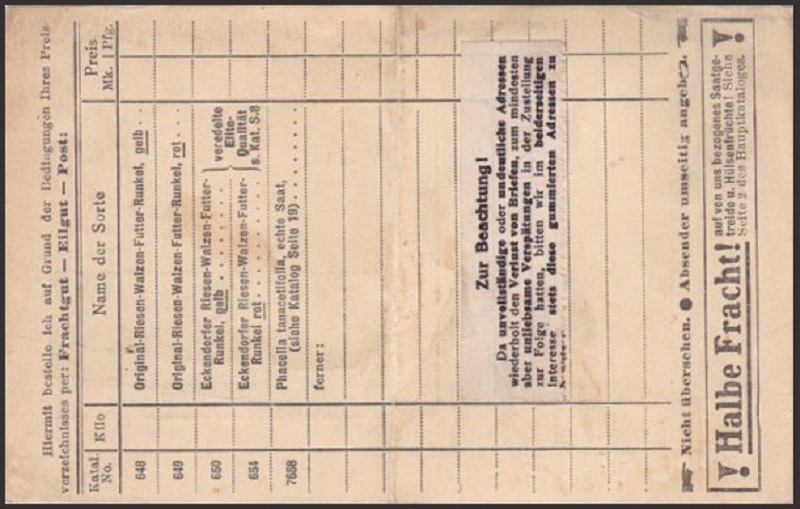 Hiermit bestelle ich auf Grund der Bedingungen Ihres Preis-
verzeichnisses per: Frachtgut — Eilgut — Post:
Katal. No.
Kilo
Name der Sorte
Preis
Mk. | Pfg.
648 Original-Riesen-Walzen-Futter-Runkel, gelb . . .
649 Original-Riesen-Walzen-Futter-Runkel, rot . . .
650 Eckendorfer Riesen-Walzen-Futter-
Runkel, gelb . . . . . . .
654 Eckendorfer Riesen-Walzen-Futter-
Runkel rot . . . . . . . .
veredelte
Elite-
Qualität
s. Kat. S.8
7668 Phacelia tanacetifolia, echte Saat,
(siehe Katalog Seite 19) . . . . . . . . .
ferner:
Zur Beachtung!
Da unvollständige oder undeutliche Adressen
wiederholt den Verlust von Briefen, zum mindesten
aber unliebsame Verspätungen in der Zustellung
zur Folge hatten, bitten wir im beiderseitigen
Interesse stets diese gummierten Adressen zu
Nicht übersehen. ● Absender umseitig angeben.
! Halbe Fracht!
auf von uns bezogenes Saatge-
treide u. Hülsenfrüchte! Siehe
Seite 2 des Hauptkataloges. !